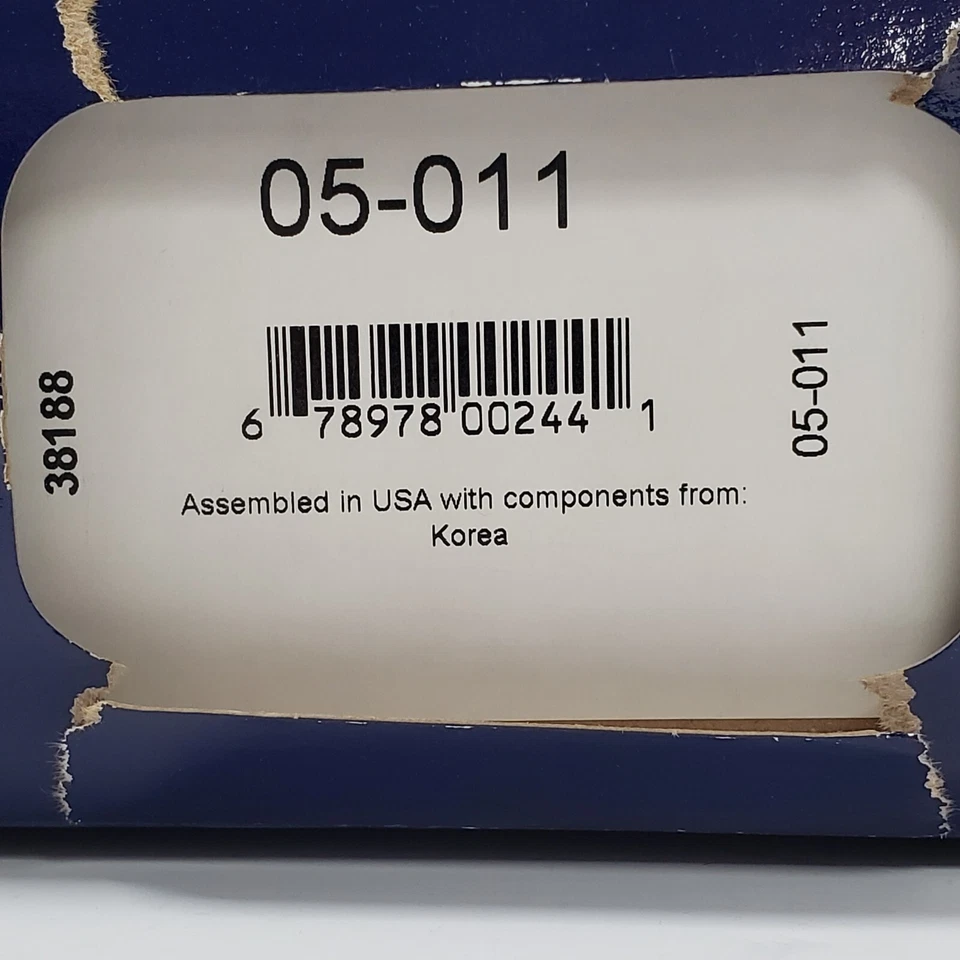 05-011
6 78978 00244 1
38188
05-011
Assembled in USA with components from:
Korea